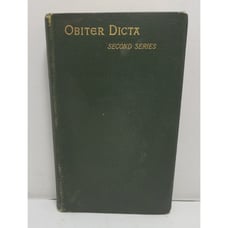 OBITER DICTA
SECOND SERIES